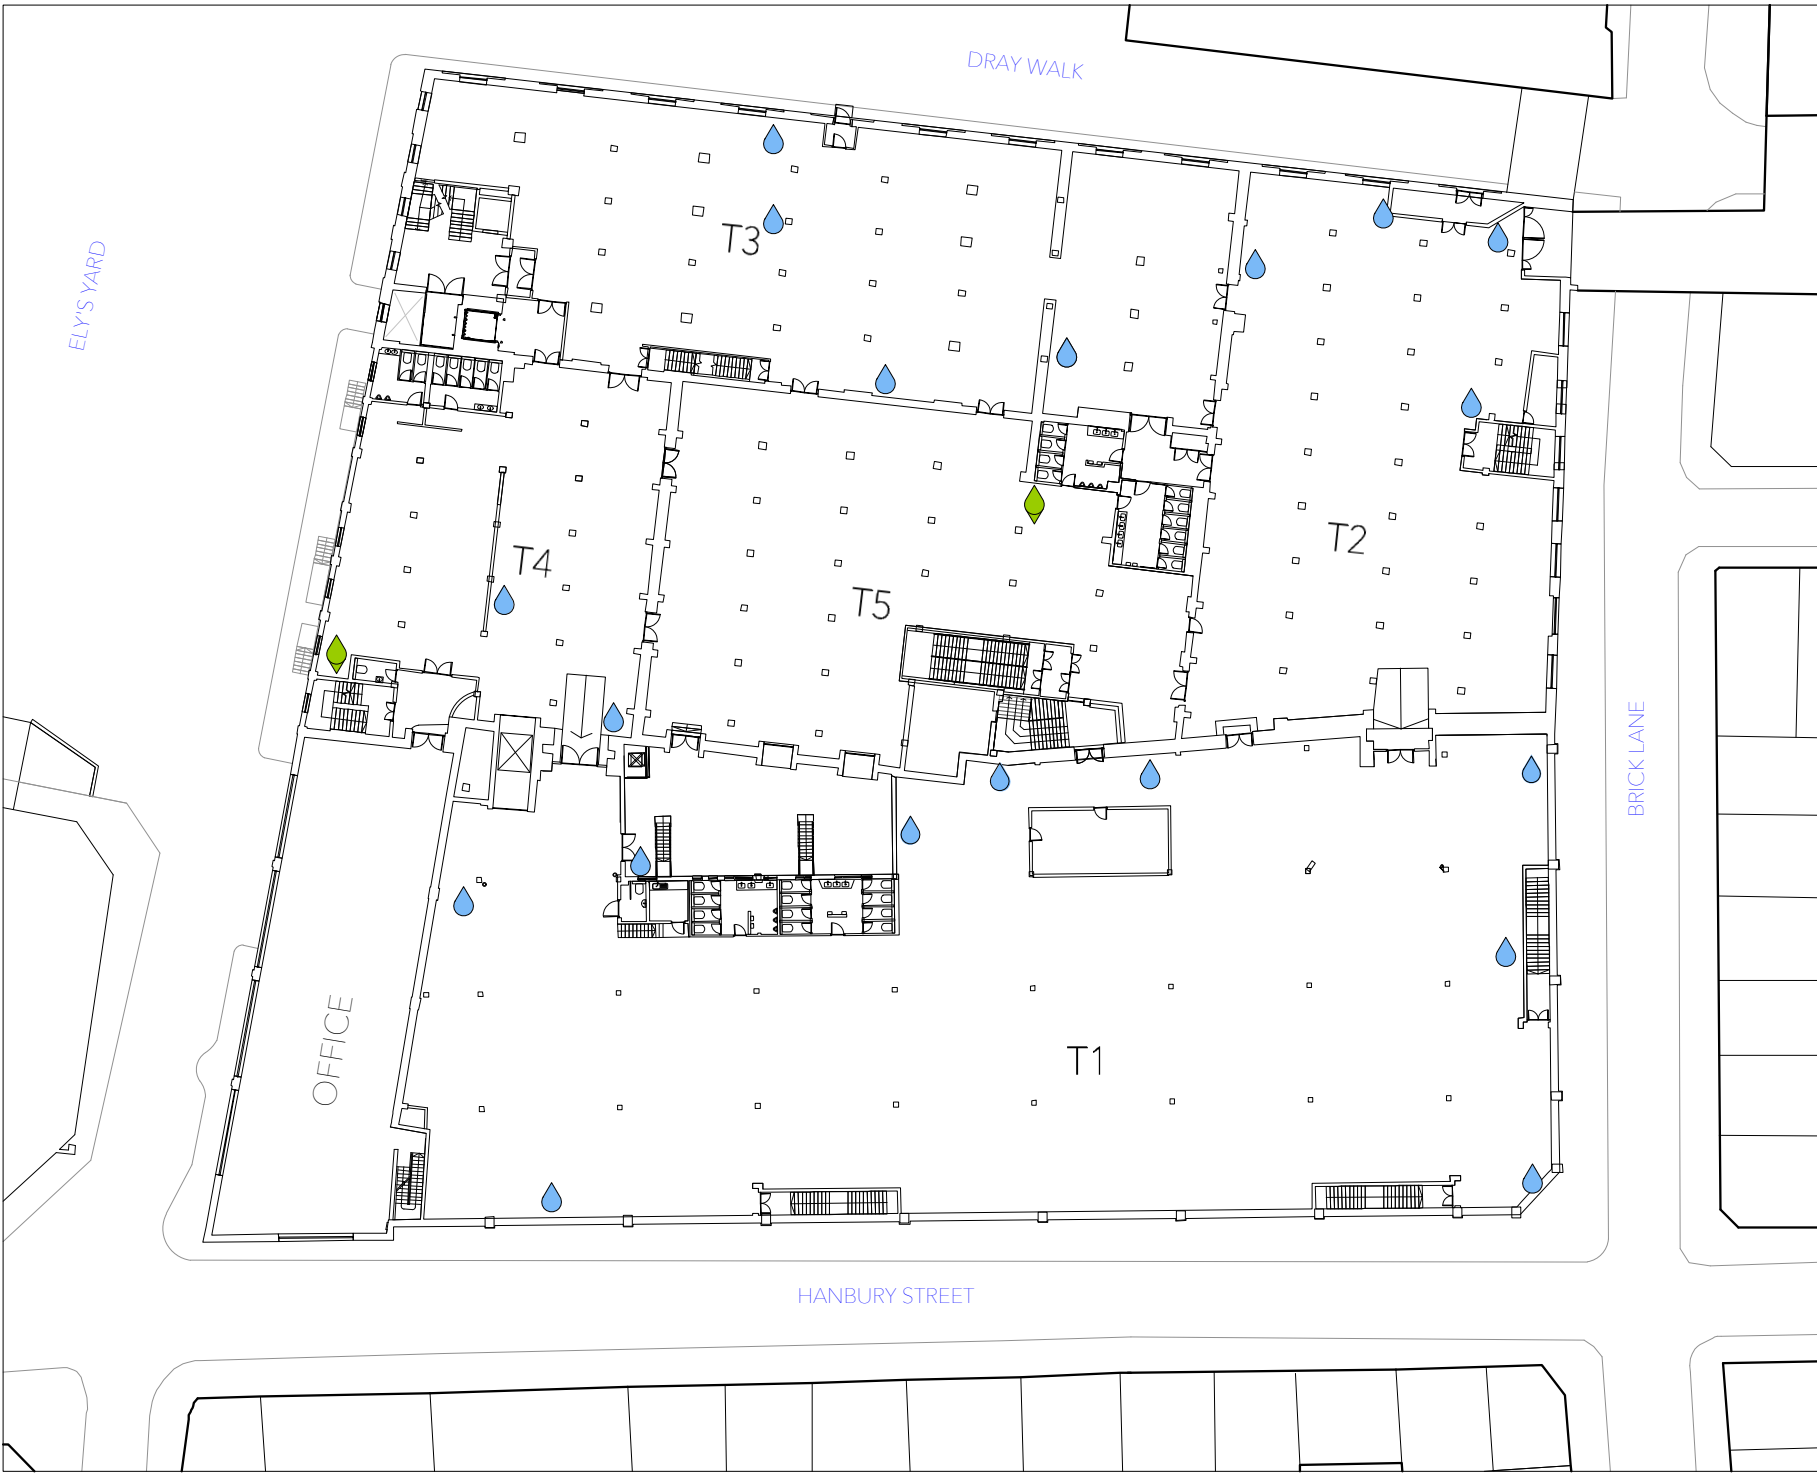 DRAY WALK
ELY'S YARD
T3
T4
T5
T2
BRICK LANE
OFFICE
T1
HANBURY STREET